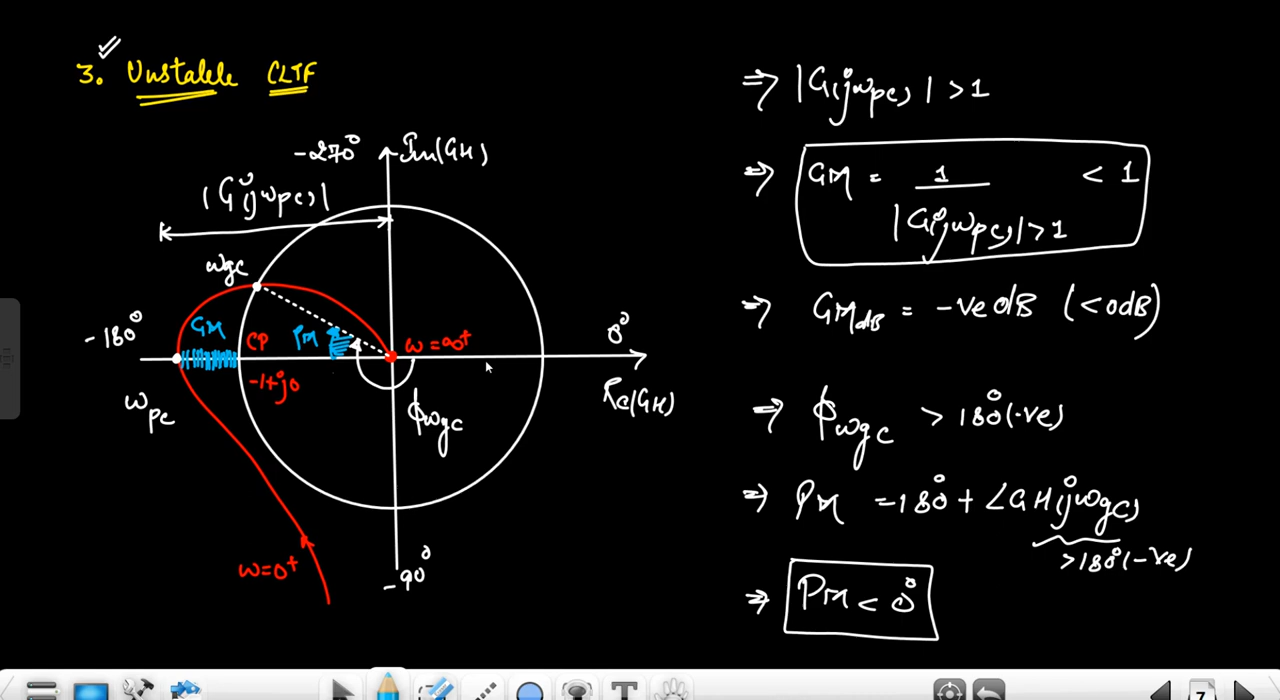 3. Unstable CLTF
-270°
Im(GH)
|G(jωpc)|
ωgc
-180°
GM
CP
PM
ω=∞+
0°
-1+j0
ωpc
ϕωgc
Re(GH)
ω=0+
-90°
⇒ |G(jωpc)| > 1
⇒ GM = 1 < 1
|G(jωpc)| > 1
⇒ GMdB = -ve dB (<0dB)
⇒ ϕωgc > 180° (-ve)
⇒ PM = 180° + ∠GH(jωgc)
>180° (-ve)
⇒ PM < 0°
T
7